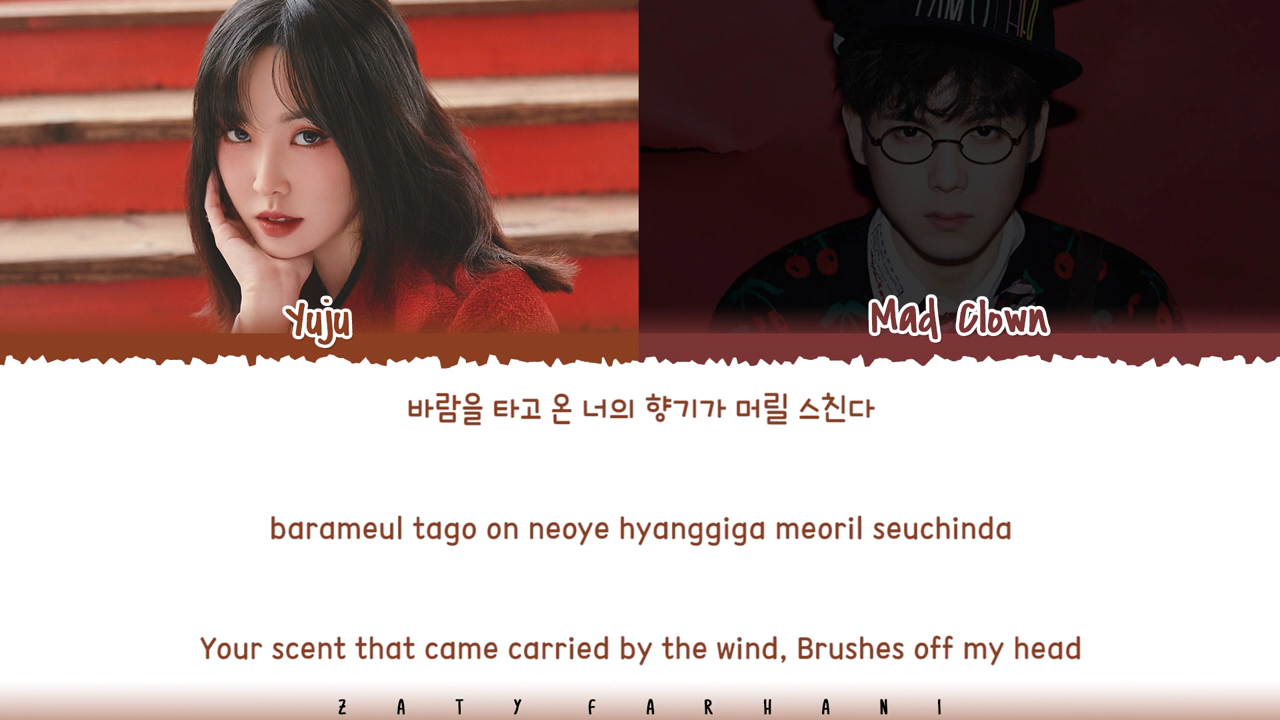 Yuju
Mad Clown
바람을 타고 온 너의 향기가 머릴 스친다
barameul tago on neoye hyanggiga meoril seuchinda
Your scent that came carried by the wind, Brushes off my head
ZATY FARHANI